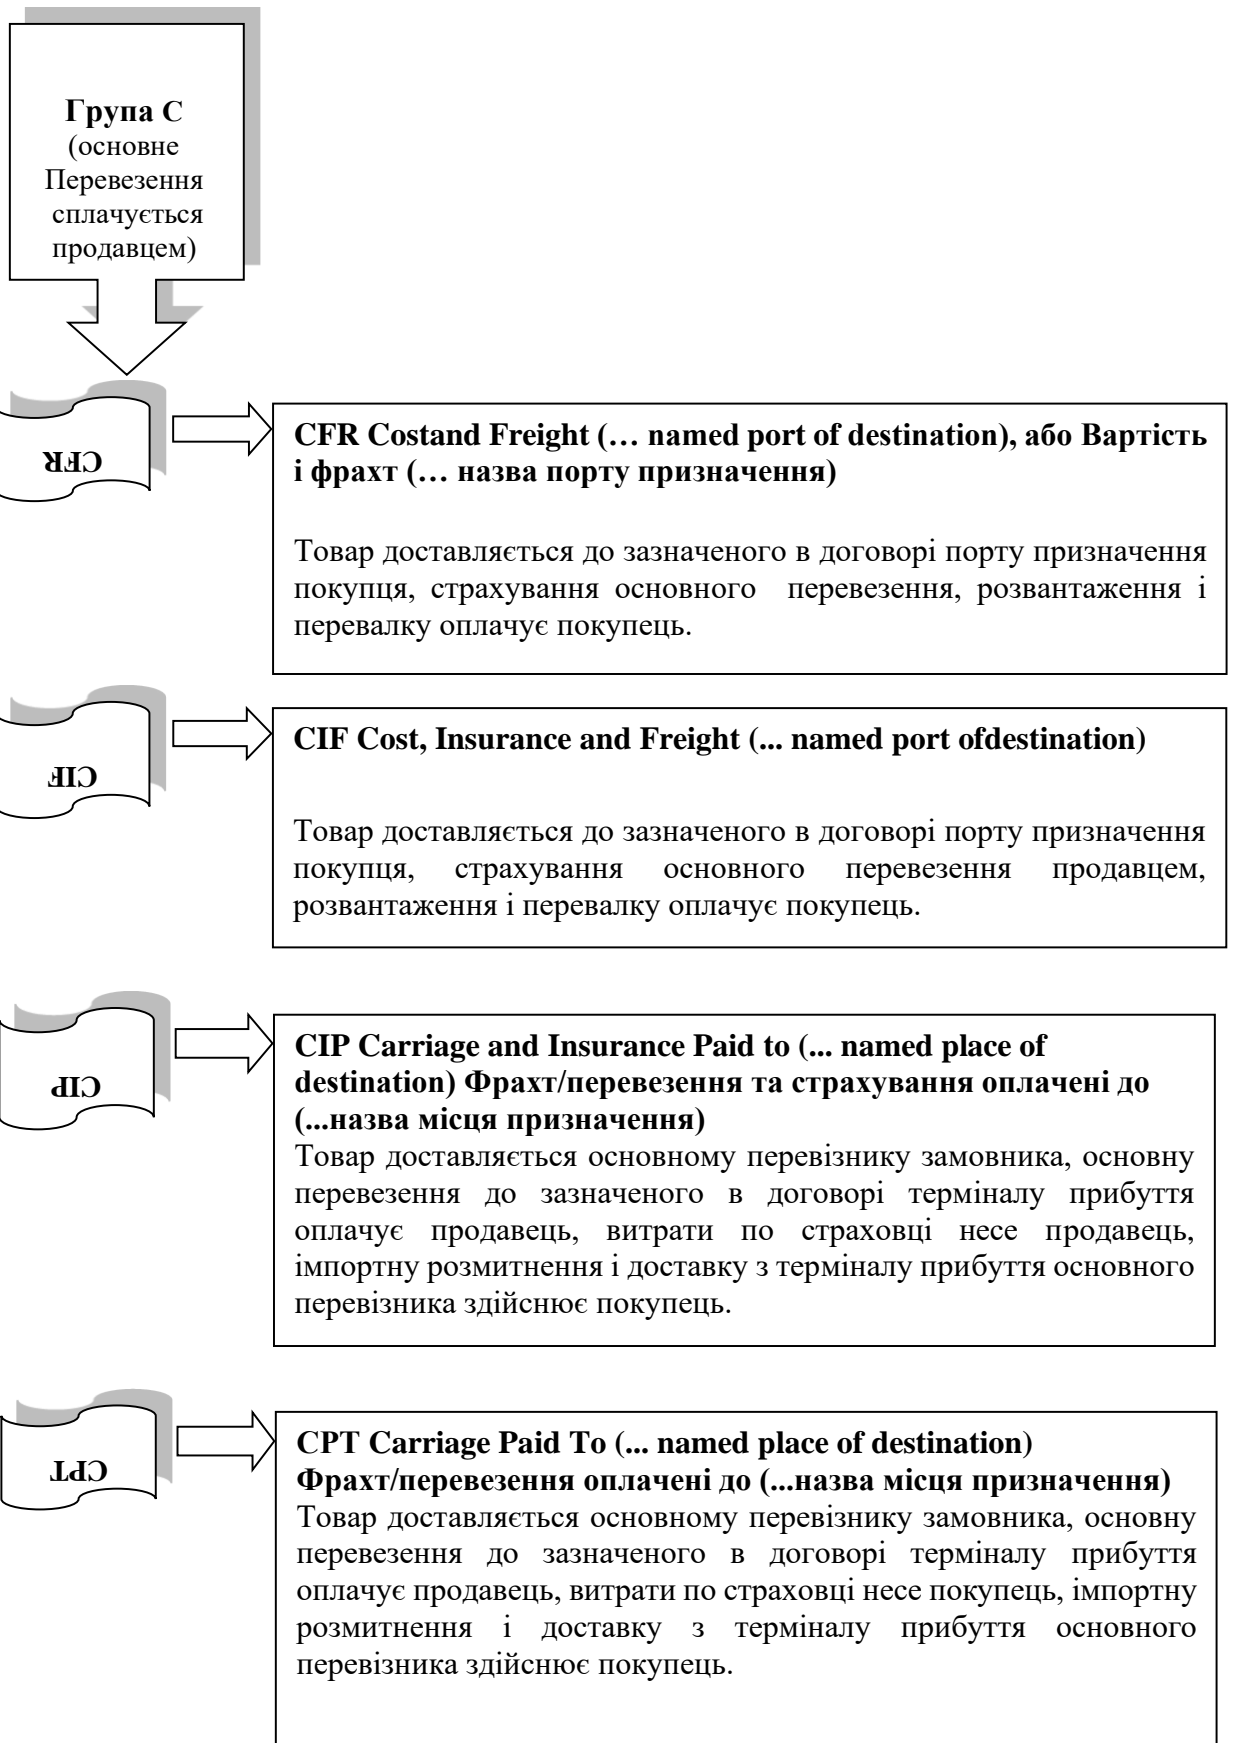 Група С
(основне
Перевезення
сплачується
продавцем)
CFR
CFR Costand Freight (… named port of destination), або Вартість
і фрахт (… назва порту призначення)
Товар доставляється до зазначеного в договорі порту призначення
покупця, страхування основного перевезення, розвантаження і
перевалку оплачує покупець.
CIF
CIF Cost, Insurance and Freight (... named port ofdestination)
Товар доставляється до зазначеного в договорі порту призначення
покупця, страхування основного перевезення продавцем,
розвантаження і перевалку оплачує покупець.
CIP
CIP Carriage and Insurance Paid to (... named place of
destination) Фрахт/перевезення та страхування оплачені до
(...назва місця призначення)
Товар доставляється основному перевізнику замовника, основну
перевезення до зазначеного в договорі терміналу прибуття
оплачує продавець, витрати по страховці несе продавець,
імпортну розмитнення і доставку з терміналу прибуття основного
перевізника здійснює покупець.
CPT
CPT Carriage Paid To (... named place of destination)
Фрахт/перевезення оплачені до (...назва місця призначення)
Товар доставляється основному перевізнику замовника, основну
перевезення до зазначеного в договорі терміналу прибуття
оплачує продавець, витрати по страховці несе покупець, імпортну
розмитнення і доставку з терміналу прибуття основного
перевізника здійснює покупець.